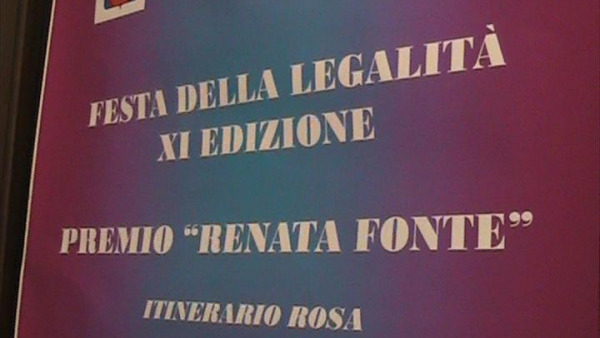 FESTA DELLA LEGALITÀ
XI EDIZIONE
PREMIO “RENATA FONTE”
ITINERARIO ROSA